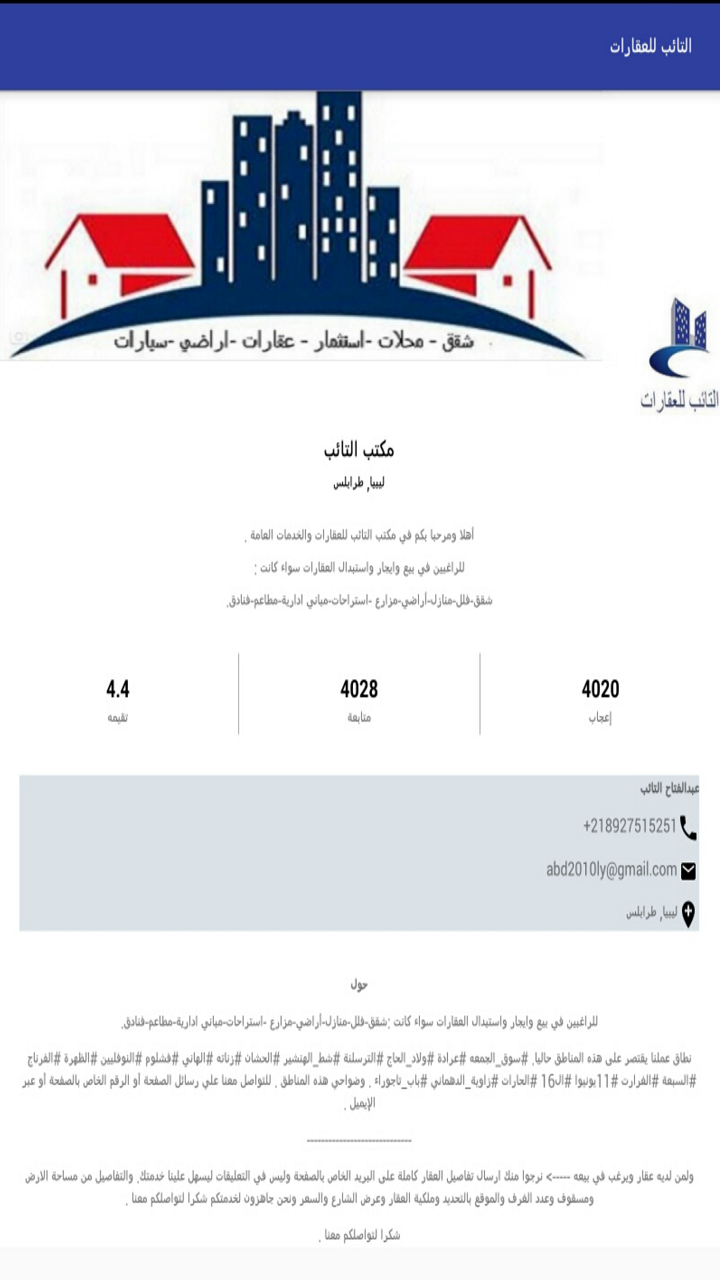 التائب للعقارات
شقق - محلات -استثمار - عقارات -اراضي -سيارات
التائب للعقارات
مكتب التائب
ليبيا, طرابلس
أهلا ومرحبا بكم في مكتب التائب للعقارات والخدمات العامة .
للراغبين في بيع وايجار واستبدال العقارات سواء كانت :
شقق-فلل-منازل-أراضي-مزارع -استراحات-مباني ادارية-مطاعم-فنادق.
4020 4028 4.4
إعجاب متابعة تقيمه
عبدالفتاح التائب
+218927515251
abd2010ly@gmail.com
ليبيا, طرابلس
حول
للراغبين في بيع وايجار واستبدال العقارات سواء كانت :شقق-فلل-منازل-أراضي-مزارع -استراحات-مباني ادارية-مطاعم-فنادق.
نطاق عملنا يقتصر على هذه المناطق حاليا, #سوق_الجمعه #عرادة #ولاد_الحاج #الترسانة #شط_الهنشير #الحشان #زناته #الهاني #فشلوم #النوفليين #الظهرة #الفرناج
#السبعة #الفرارت #11يونيوا #ال16 #الحارات #زاوية_الدهماني #باب_تاجوراء . وضواحي هذه المناطق . للتواصل معنا علي رسائل الصفحة أو الرقم الخاص بالصفحة أو عبر
الإيميل .
-----------------------------
ولمن لديه عقار ويرغب في بيعه -----> نرجوا منك ارسال تفاصيل العقار كاملة على البريد الخاص بالصفحة وليس في التعليقات ليسهل علينا خدمتك, والتفاصيل من مساحة الارض
ومسقوف وعدد الغرف والموقع بالتحديد وملكية العقار وعرض الشارع والسعر ونحن جاهزون لخدمتكم شكرا لتواصلكم معنا .
شكرا لتواصلكم معنا .